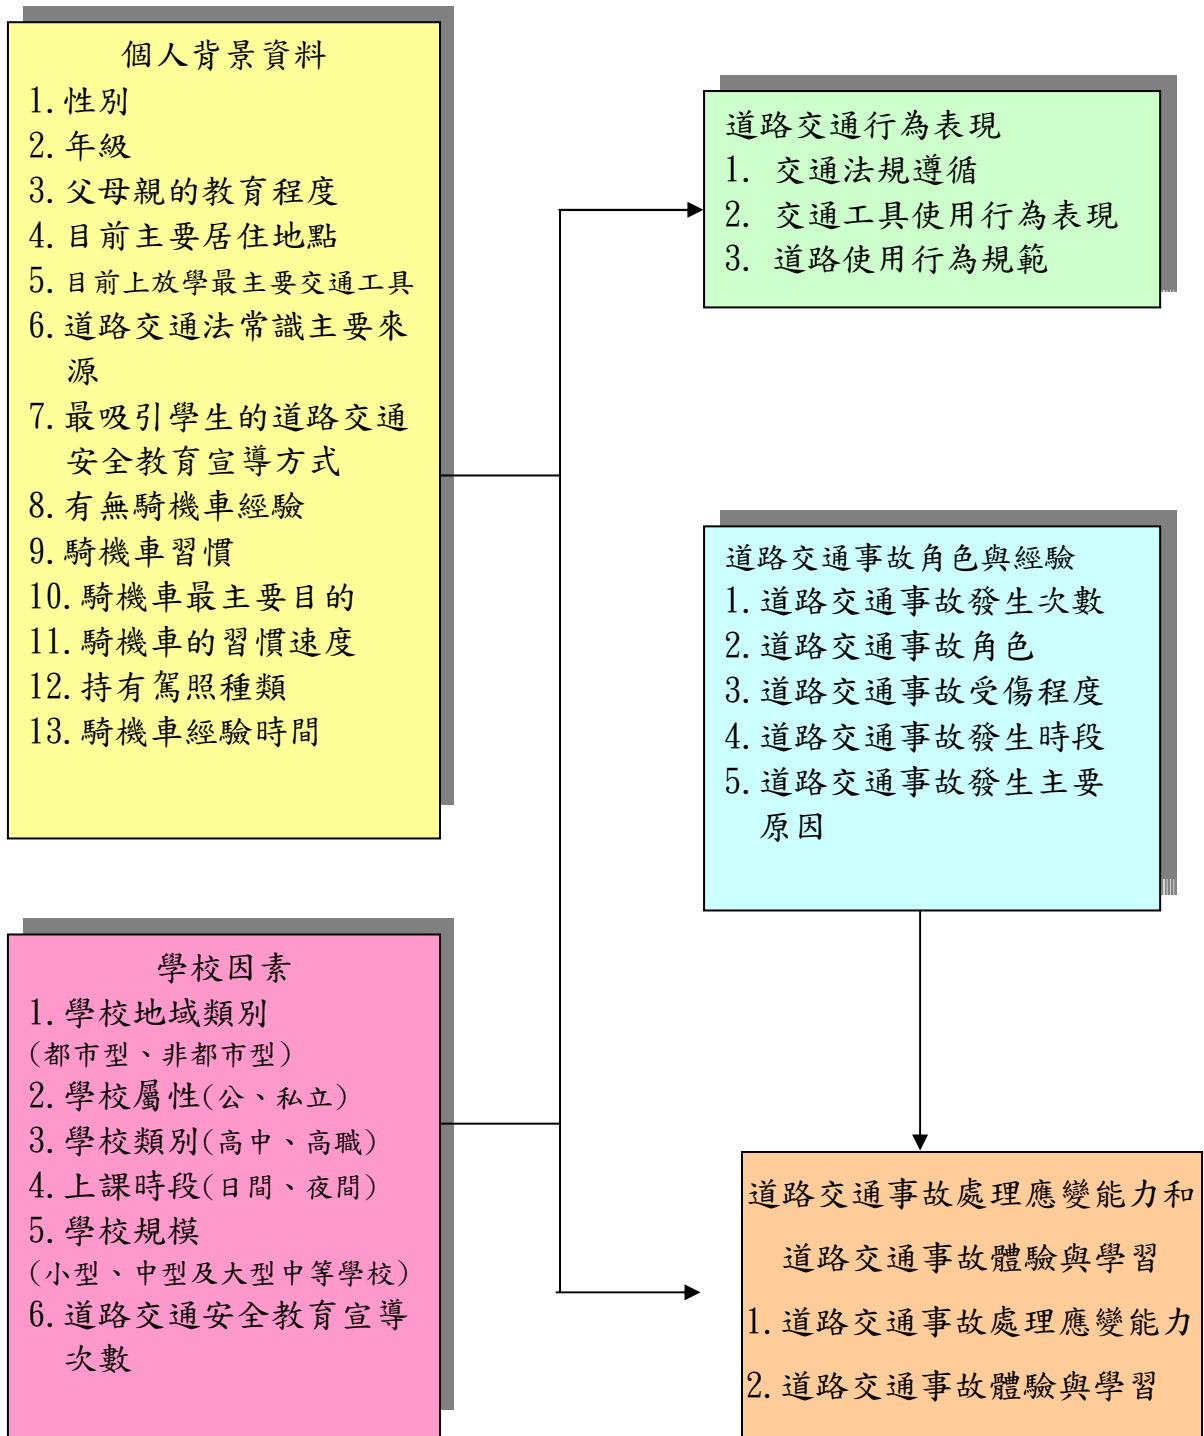 個人背景資料
1.性別
2.年級
3.父母親的教育程度
4.目前主要居住地點
5.目前上放學最主要交通工具
6.道路交通法常識主要來
源
7.最吸引學生的道路交通
安全教育宣導方式
8.有無騎機車經驗
9.騎機車習慣
10.騎機車最主要目的
11.騎機車的習慣速度
12.持有駕照種類
13.騎機車經驗時間
學校因素
1.學校地域類別
(都市型、非都市型)
2.學校屬性(公、私立)
3.學校類別(高中、高職)
4.上課時段(日間、夜間)
5.學校規模
(小型、中型及大型中等學校)
6.道路交通安全教育宣導
次數
道路交通行為表現
1. 交通法規遵循
2. 交通工具使用行為表現
3. 道路使用行為規範
道路交通事故角色與經驗
1.道路交通事故發生次數
2.道路交通事故角色
3.道路交通事故受傷程度
4.道路交通事故發生時段
5.道路交通事故發生主要
原因
道路交通事故處理應變能力和
道路交通事故體驗與學習
1.道路交通事故處理應變能力
2.道路交通事故體驗與學習